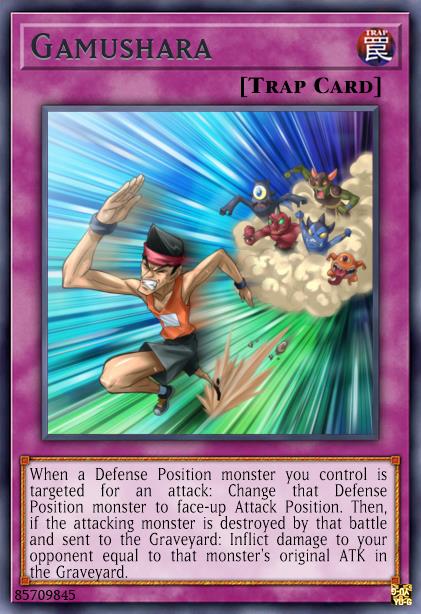 Gamushara
TRAP
罠
[Trap Card]
When a Defense Position monster you control is
targeted for an attack: Change that Defense
Position monster to face-up Attack Position. Then,
if the attacking monster is destroyed by that battle
and sent to the Graveyard: Inflict damage to your
opponent equal to that monster's original ATK in
the Graveyard.
85709845